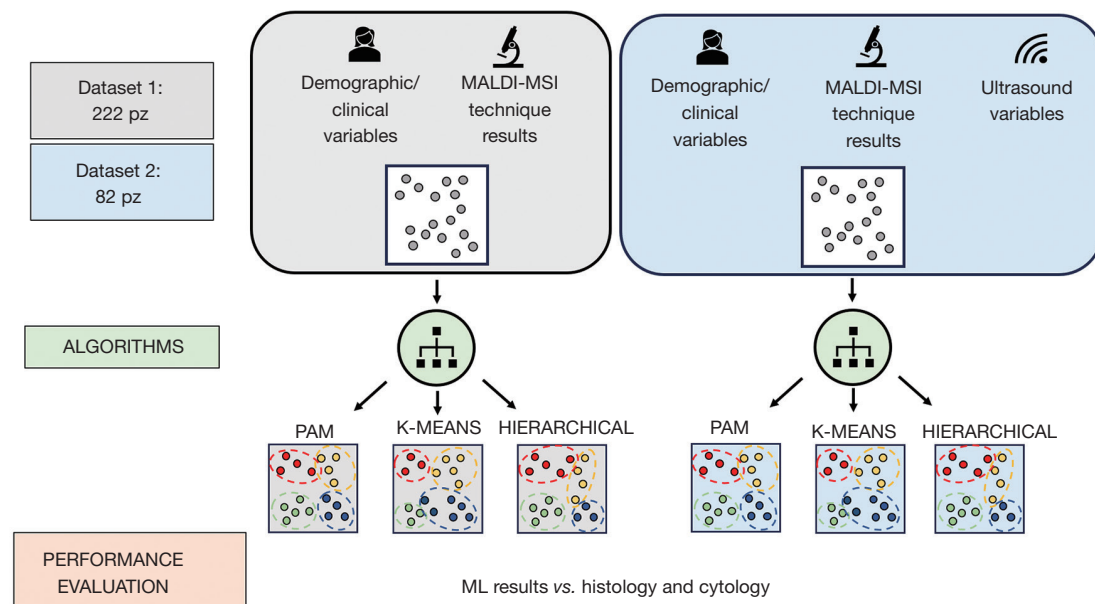 Dataset 1:
222 pz
Dataset 2:
82 pz
Demographic/
clinical
variables
MALDI-MSI
technique
results
Demographic/
clinical
variables
MALDI-MSI
technique
results
Ultrasound
variables
ALGORITHMS
PAM
K-MEANS
HIERARCHICAL
PAM
K-MEANS
HIERARCHICAL
PERFORMANCE
EVALUATION
ML results vs. histology and cytology